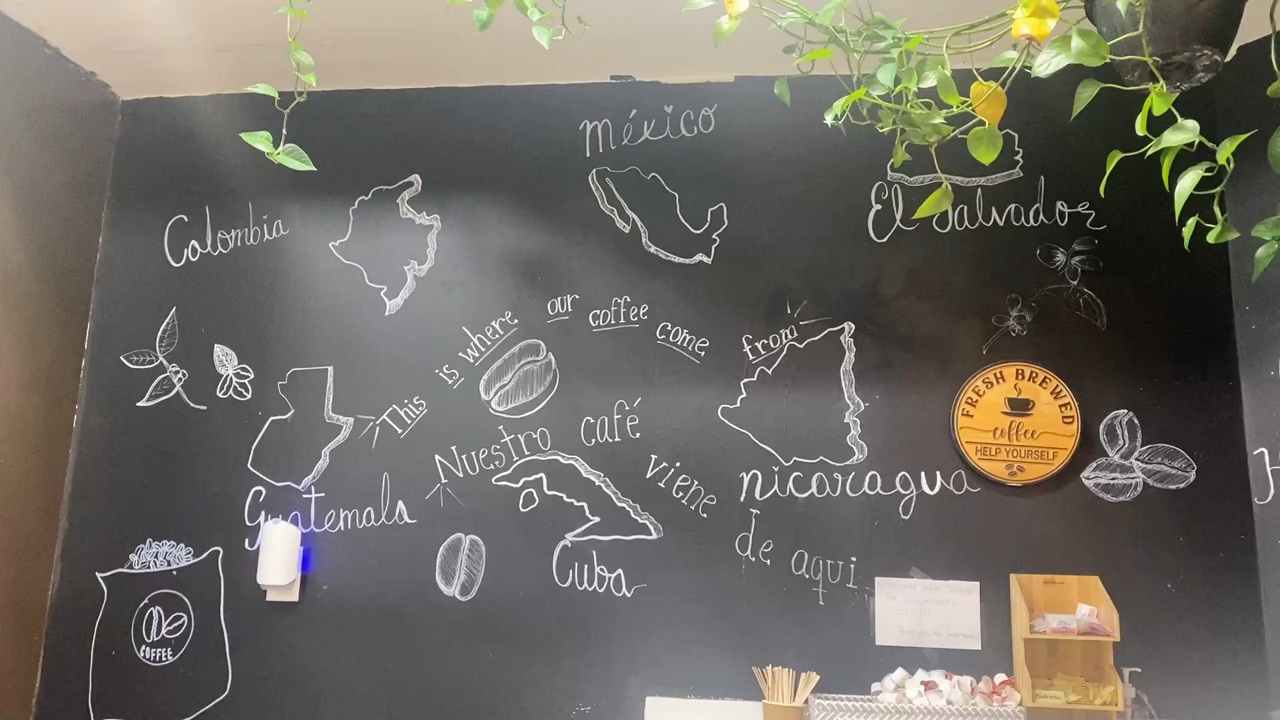 México
Colombia
El Salvador
This is where our coffee come from
Nuestro café viene de aqui
Guatemala
Cuba
nicaragua
FRESH BREWED
coffee
HELP YOURSELF
COFFEE